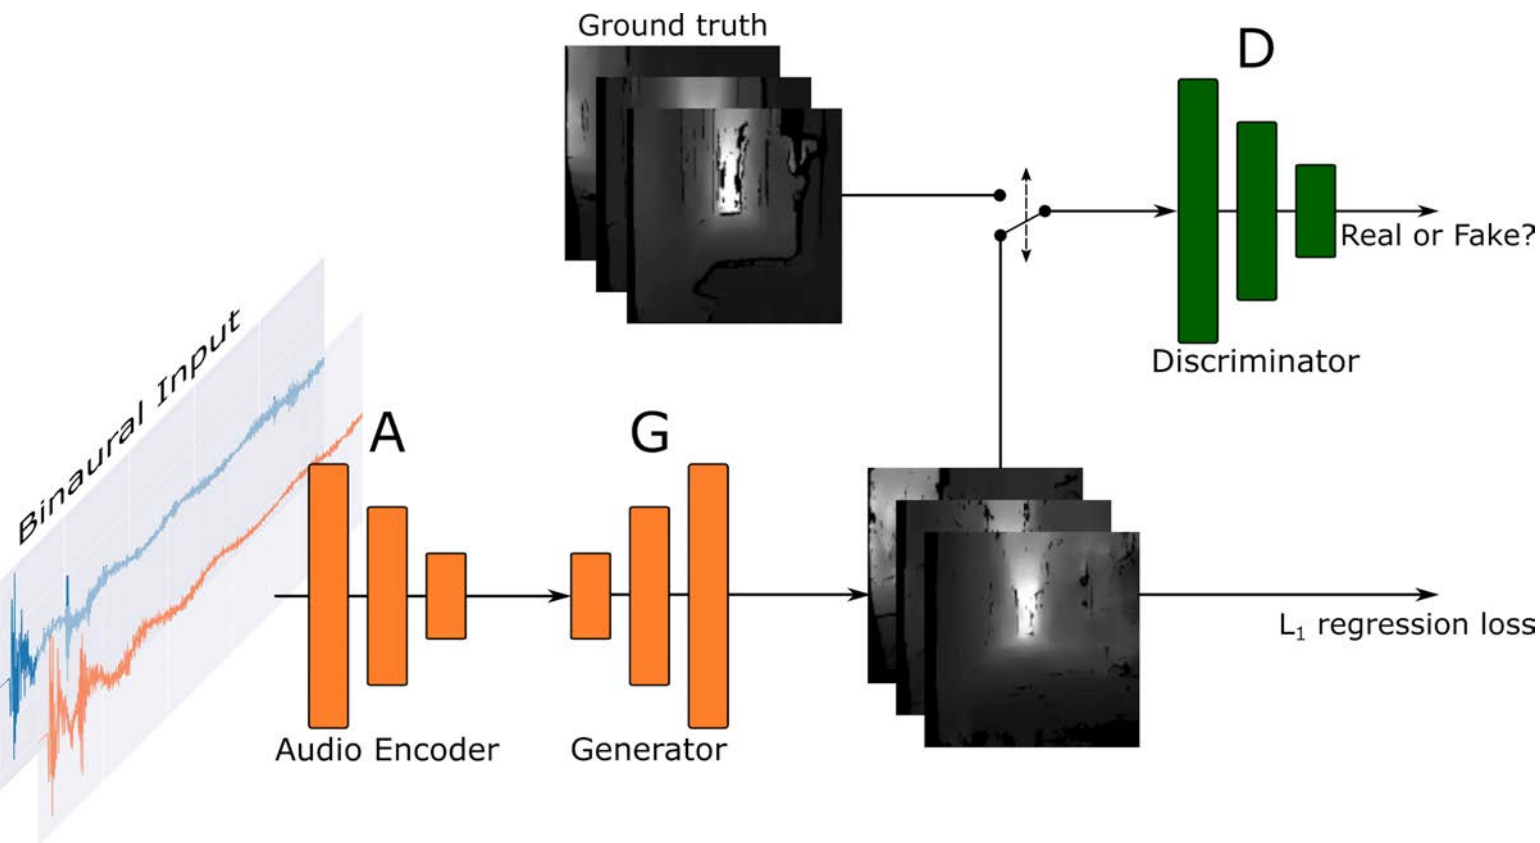 Ground truth
D
Real or Fake?
Discriminator
Binaural Input
A
G
Audio Encoder
Generator
L₁ regression loss